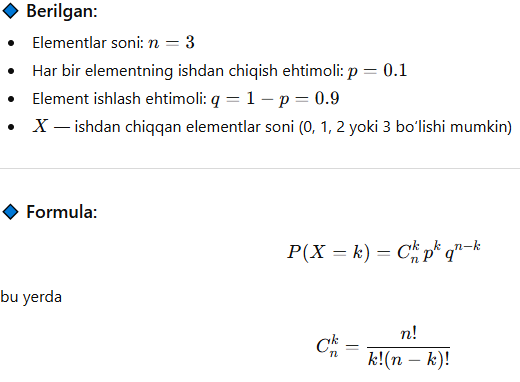 Berilgan:
Elementlar soni: n = 3
Har bir elementning ishdan chiqish ehtimoli: p = 0.1
Element ishlash ehtimoli: q = 1 − p = 0.9
X — ishdan chiqqan elementlar soni (0, 1, 2 yoki 3 bo‘lishi mumkin)
Formula:
P(X = k) = C_n^k p^k q^{n−k}
bu yerda
C_n^k = \frac{n!}{k!(n − k)!}